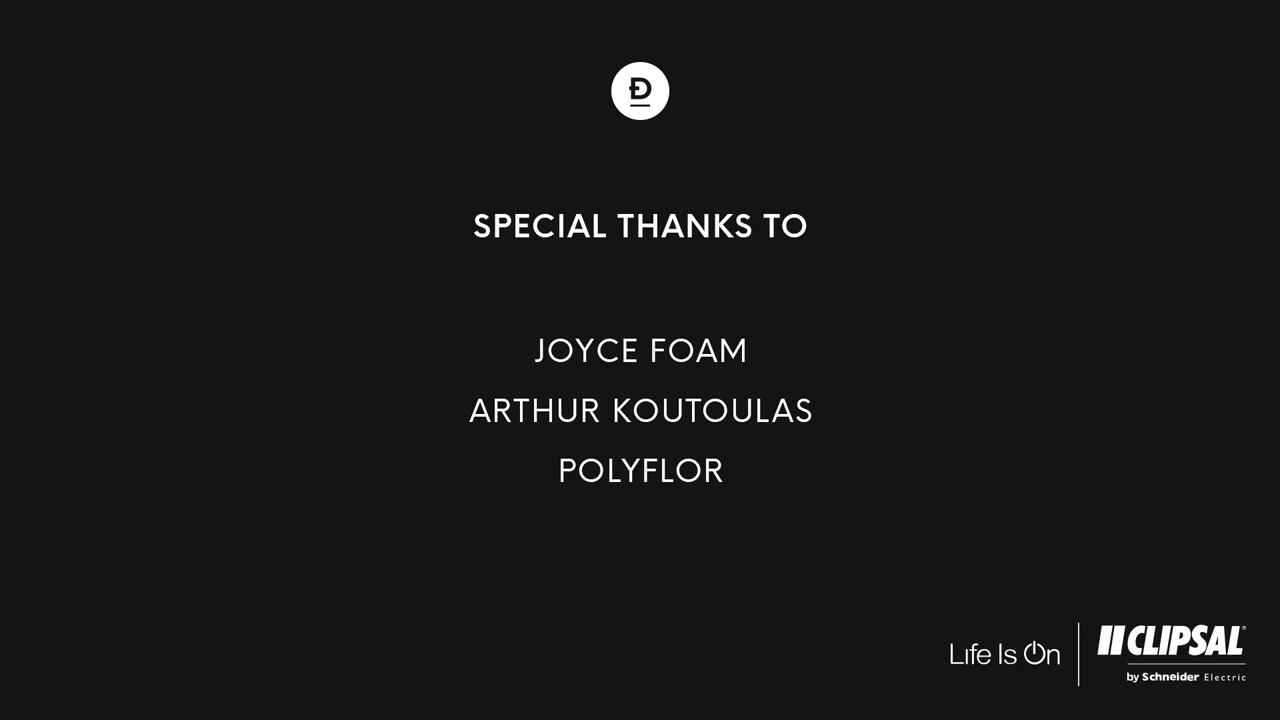 Đ
SPECIAL THANKS TO
JOYCE FOAM
ARTHUR KOUTOULAS
POLYFLOR
Life Is On
CLIPSAL®
by Schneider Electric